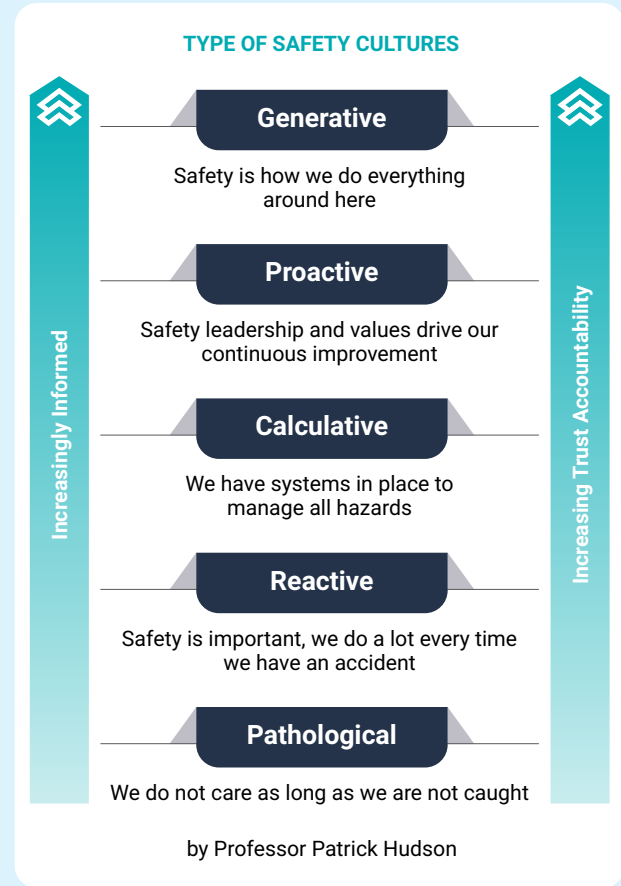 TYPE OF SAFETY CULTURES
Increasingly Informed
Increasing Trust Accountability
Generative
Safety is how we do everything
around here
Proactive
Safety leadership and values drive our
continuous improvement
Calculative
We have systems in place to
manage all hazards
Reactive
Safety is important, we do a lot every time
we have an accident
Pathological
We do not care as long as we are not caught
by Professor Patrick Hudson